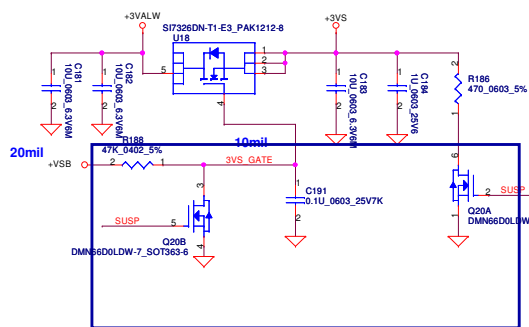 +3VALW
SI7326DN-T1-E3_PAK1212-8
U18
+3VS
5
1
2
3
4
C181
10U_0603_6.3V6M
1
2
C182
10U_0603_6.3V6M
1
2
C183
10U_0603_6.3V6M
1
2
C184
1U_0603_25V6
1
2
R186
470_0603_5%
2
1
20mil
10mil
+VSB
R188
47K_0402_5%
2
1
3VS_GATE
C191
0.1U_0603_25V7K
1
2
SUSP
5
3
4
Q20B
DMN66D0LDW-7_SOT363-6
6
2
1
SUSP
Q20A
DMN66D0LDW